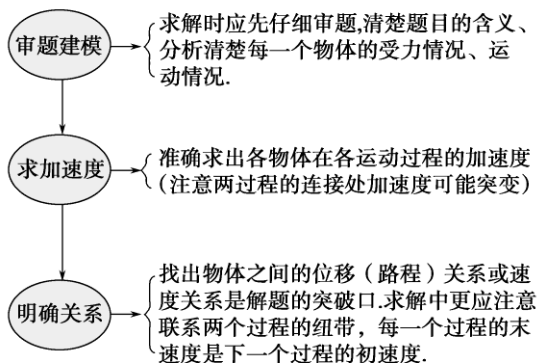 审题建模
求解时应先仔细审题,清楚题目的含义、
分析清楚每一个物体的受力情况、运
动情况.
求加速度
准确求出各物体在各运动过程的加速度
(注意两过程的连接处加速度可能突变)
明确关系
找出物体之间的位移(路程)关系或速
度关系是解题的突破口.求解中更应注意
联系两个过程的纽带，每一个过程的末
速度是下一个过程的初速度.